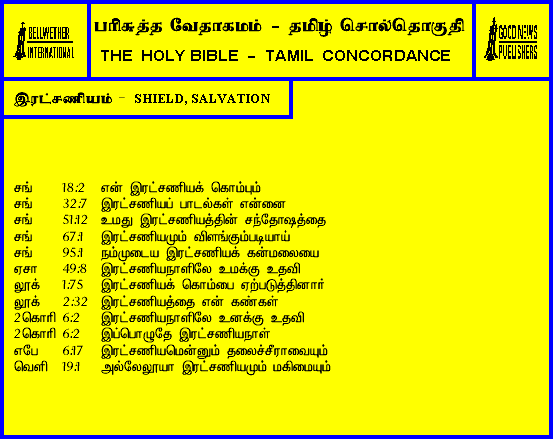 BELLWETHER
INTERNATIONAL
பரிசுத்த வேதாகமம் - தமிழ் சொல்தொகுதி
THE HOLY BIBLE - TAMIL CONCORDANCE
GOOD NEWS
PUBLISHERS
இரட்சணியம் - SHIELD, SALVATION
சங் 18:2 என் இரட்சணியக் கொம்பும்
சங் 32:7 இரட்சணியப் பாடல்கள் என்னை
சங் 51:12 உமது இரட்சணியத்தின் சந்தோஷத்தை
சங் 67:1 இரட்சணியமும் விளங்கும்படியாய்
சங் 95:1 நம்முடைய இரட்சணியக் கன்மலையை
ஏசா 49:8 இரட்சணியநாளிலே உமக்கு உதவி
லூக் 1:75 இரட்சணியக் கொம்பை ஏற்படுத்தினார்
லூக் 2:32 இரட்சணியத்தை என் கண்கள்
2கொரி 6:2 இரட்சணியநாளிலே உனக்கு உதவி
2கொரி 6:2 இப்பொழுதே இரட்சணியநாள்
எபே 6:17 இரட்சணியமென்னும் தலைச்சீராவையும்
வெளி 19:1 அல்லேலூயா இரட்சணியமும் மகிமையும்